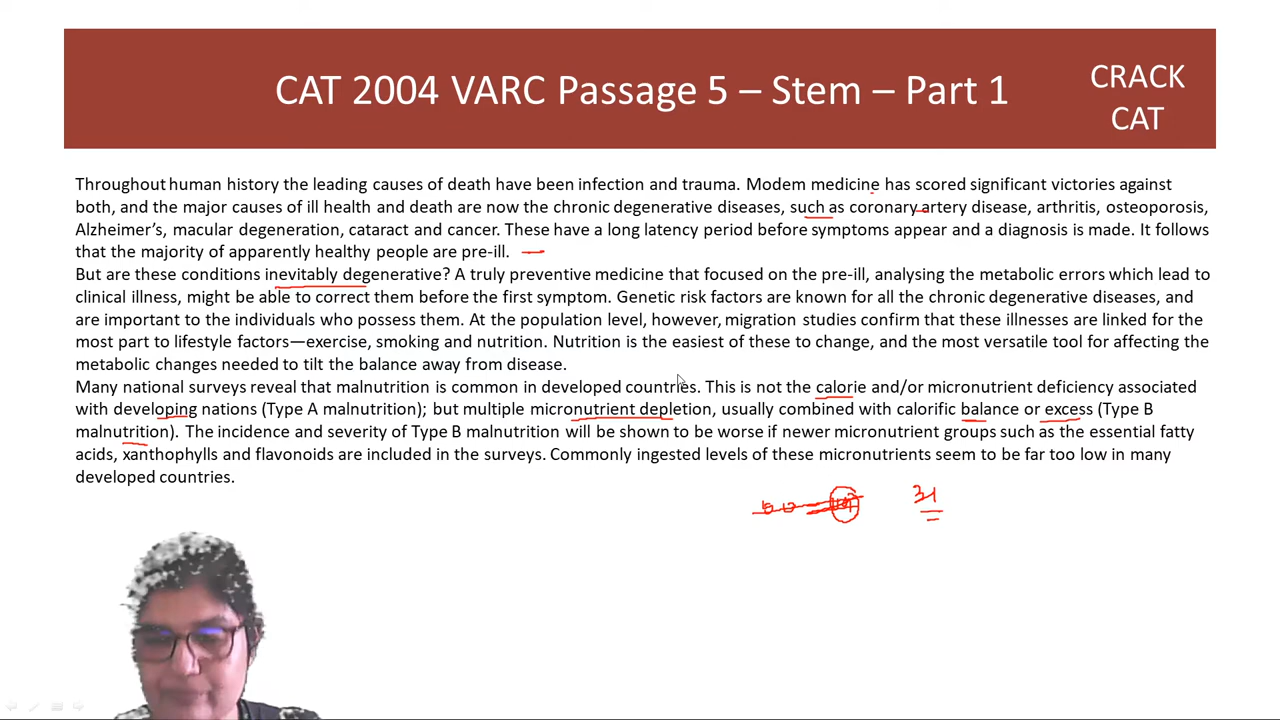 CAT 2004 VARC Passage 5 – Stem – Part 1
CRACK
CAT
Throughout human history the leading causes of death have been infection and trauma. Modem medicine has scored significant victories against
both, and the major causes of ill health and death are now the chronic degenerative diseases, such as coronary artery disease, arthritis, osteoporosis,
Alzheimer's, macular degeneration, cataract and cancer. These have a long latency period before symptoms appear and a diagnosis is made. It follows
that the majority of apparently healthy people are pre-ill.
But are these conditions inevitably degenerative? A truly preventive medicine that focused on the pre-ill, analysing the metabolic errors which lead to
clinical illness, might be able to correct them before the first symptom. Genetic risk factors are known for all the chronic degenerative diseases, and
are important to the individuals who possess them. At the population level, however, migration studies confirm that these illnesses are linked for the
most part to lifestyle factors—exercise, smoking and nutrition. Nutrition is the easiest of these to change, and the most versatile tool for affecting the
metabolic changes needed to tilt the balance away from disease.
Many national surveys reveal that malnutrition is common in developed countries. This is not the calorie and/or micronutrient deficiency associated
with developing nations (Type A malnutrition); but multiple micronutrient depletion, usually combined with calorific balance or excess (Type B
malnutrition). The incidence and severity of Type B malnutrition will be shown to be worse if newer micronutrient groups such as the essential fatty
acids, xanthophylls and flavonoids are included in the surveys. Commonly ingested levels of these micronutrients seem to be far too low in many
developed countries.